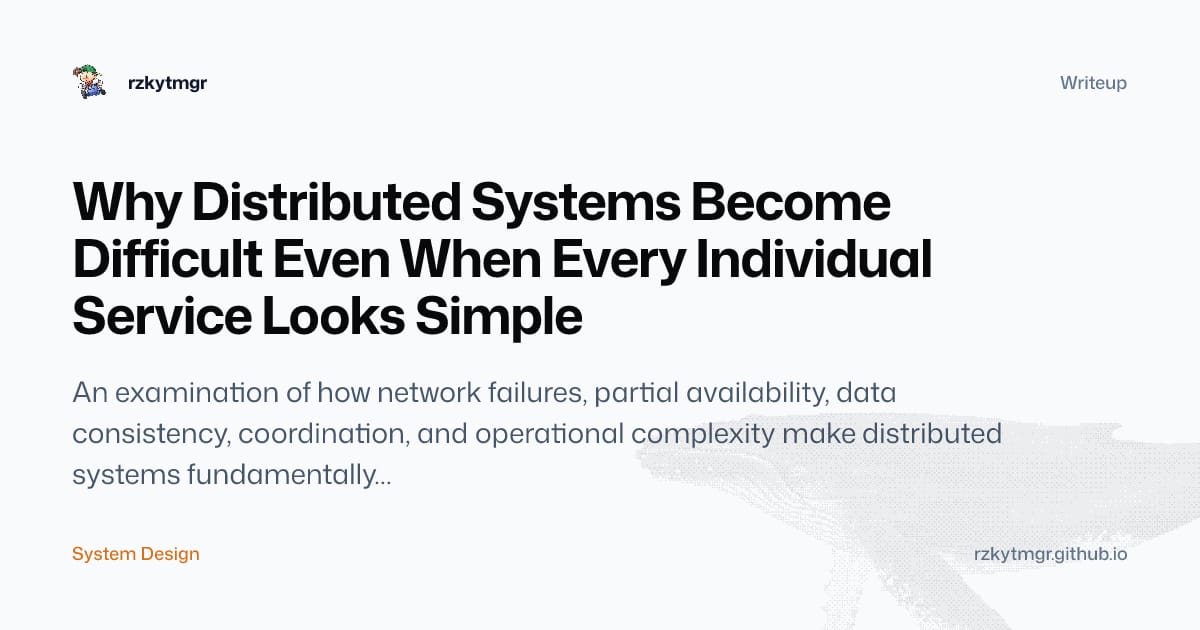 rzkytmgr
Writeup
Why Distributed Systems Become
Difficult Even When Every Individual
Service Looks Simple
An examination of how network failures, partial availability, data
consistency, coordination, and operational complexity make distributed
systems fundamentally...
System Design
rzkytmgr.github.io